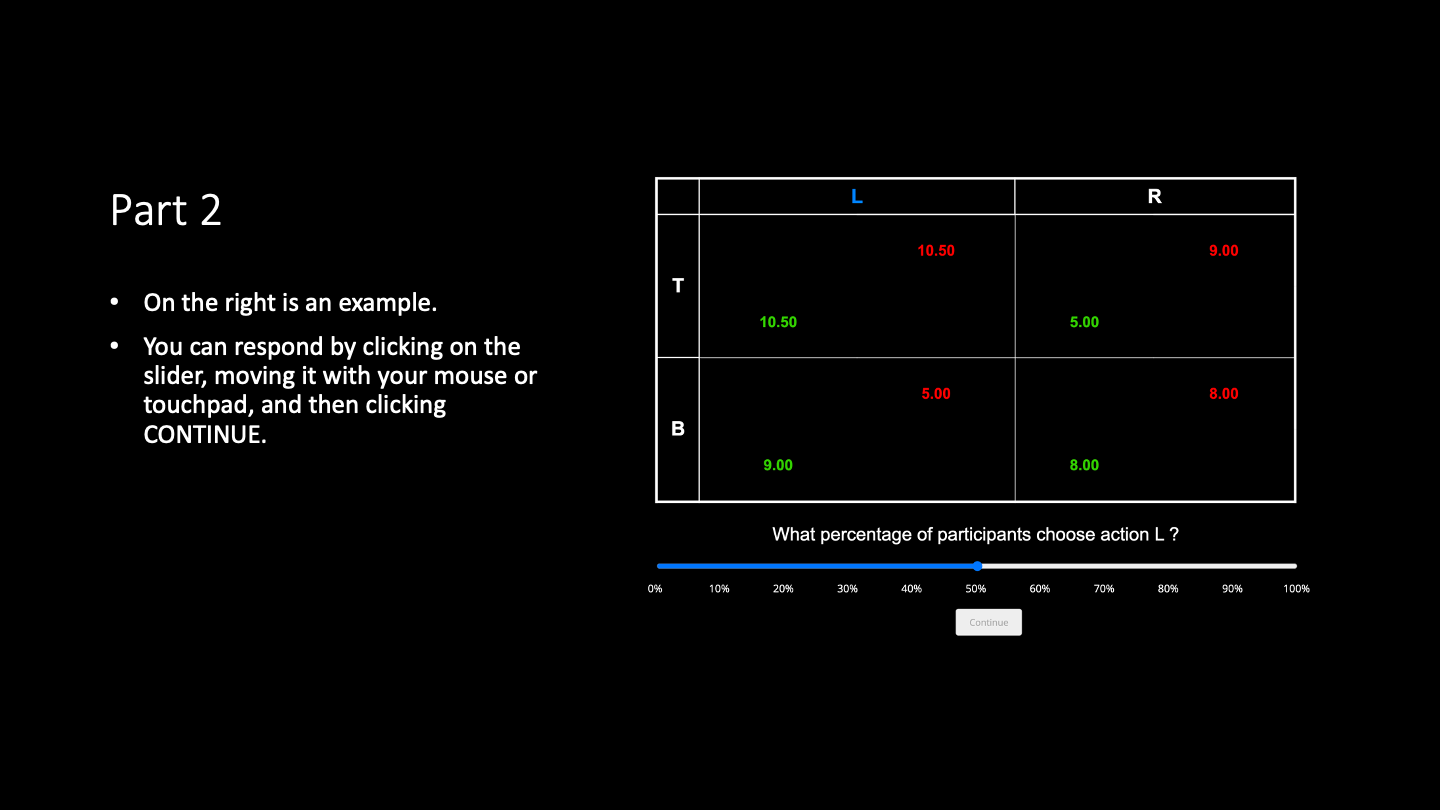 Part 2
• On the right is an example.
• You can respond by clicking on the
slider, moving it with your mouse or
touchpad, and then clicking
CONTINUE.
L R
10.50 9.00
T
10.50 5.00
5.00 8.00
B
9.00 8.00
What percentage of participants choose action L ?
0% 10% 20% 30% 40% 50% 60% 70% 80% 90% 100%
Continue